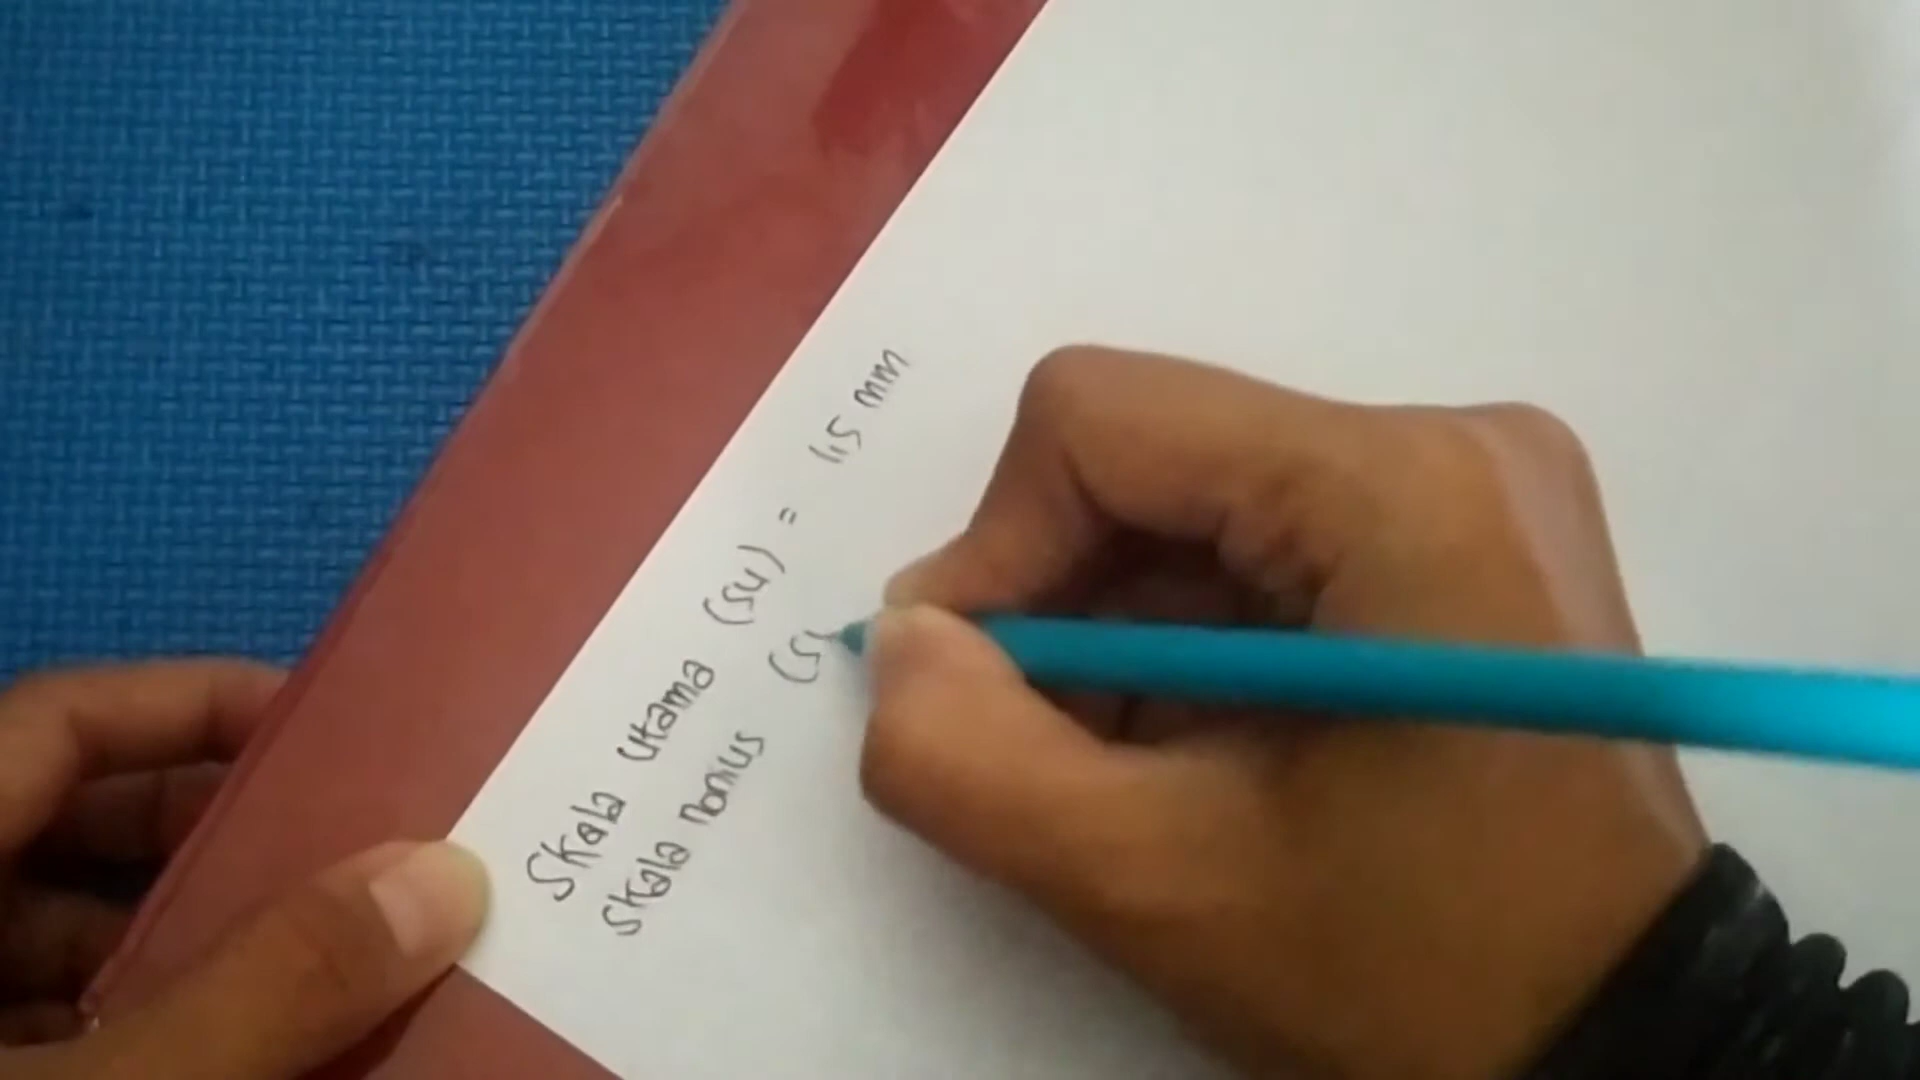 Skala utama (SU) = 1,5 mm
Skala nonius (S